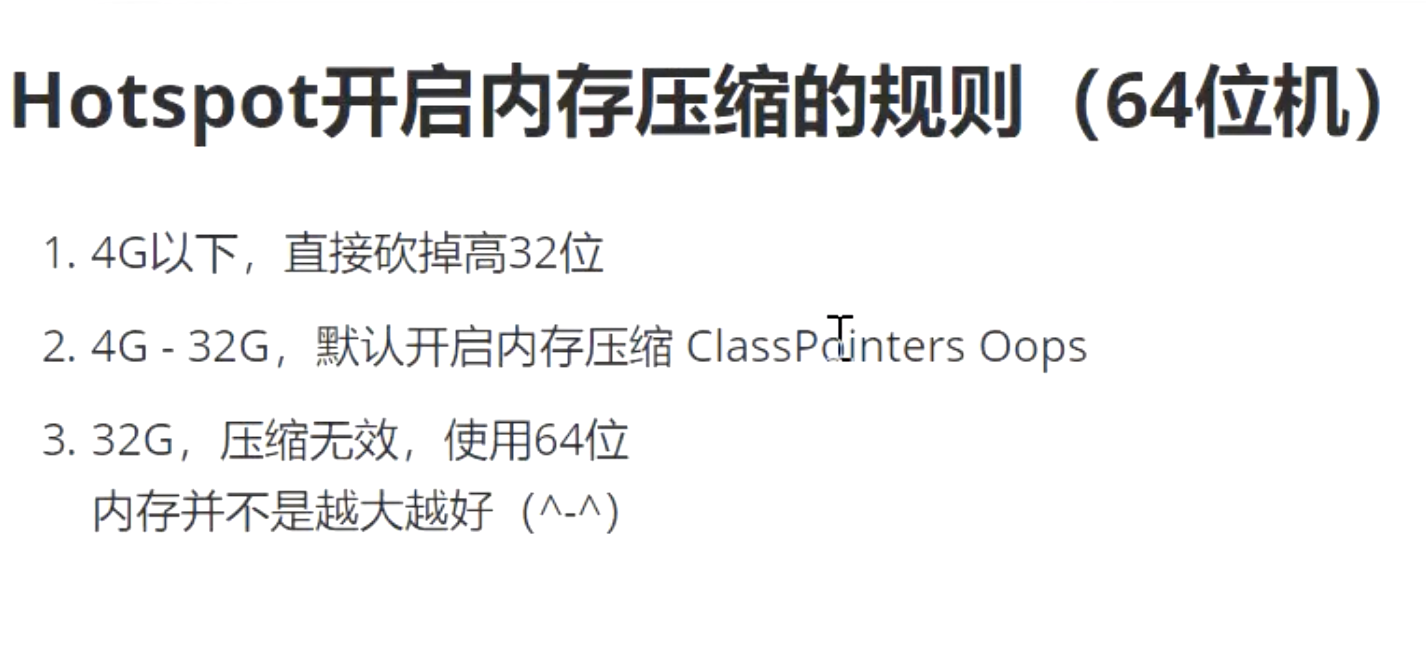 Hotspot开启内存压缩的规则（64位机）
1. 4G以下，直接砍掉高32位
2. 4G - 32G，默认开启内存压缩 ClassPointers Oops
3. 32G，压缩无效，使用64位
内存并不是越大越好（^-^）